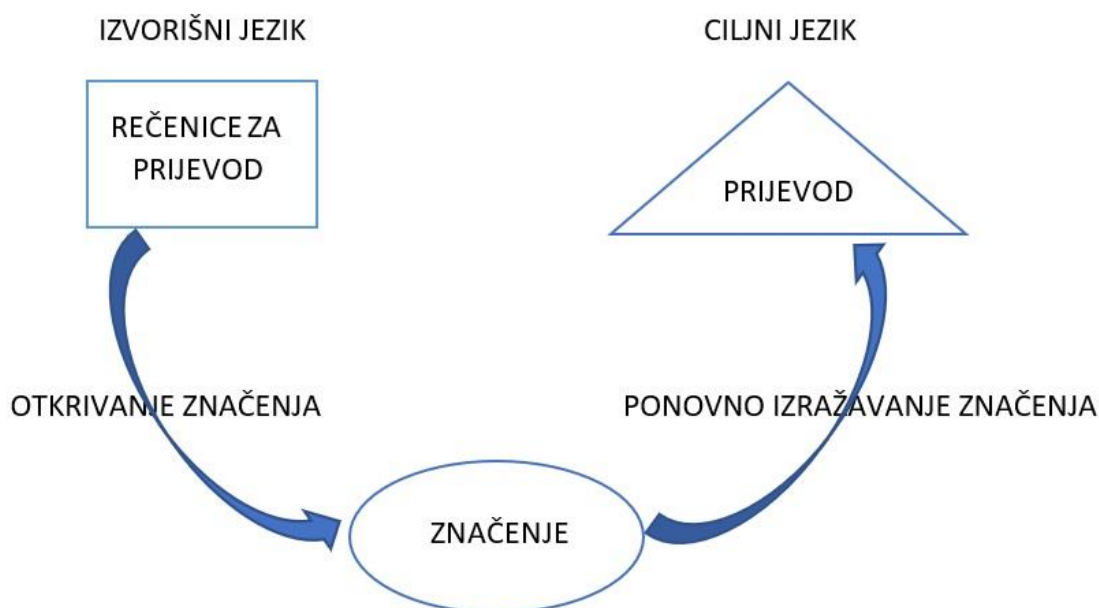 IZVORIŠNI JEZIK
CILJNI JEZIK
REČENICE ZA
PRIJEVOD
PRIJEVOD
OTKRIVANJE ZNAČENJA
PONOVNO IZRAŽAVANJE ZNAČENJA
ZNAČENJE